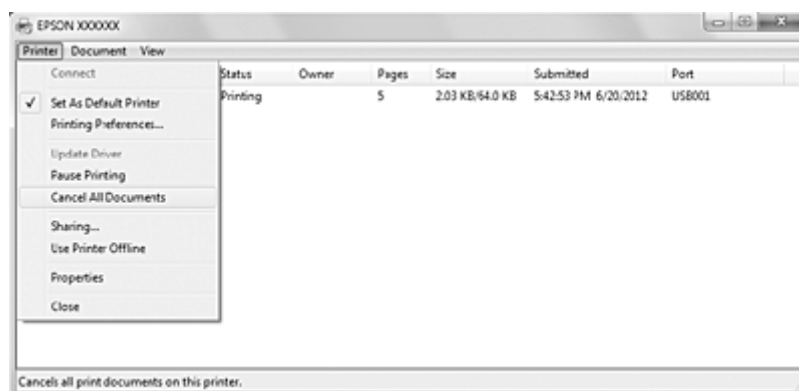 EPSON XXXXXX
Printer Document View
Status Owner Pages Size Submitted Port
Printing 5 2.03 KB/64.0 KB 5:42:53 PM 6/20/2012 USB001
Connect
✓ Set As Default Printer
Printing Preferences...
Update Driver
Pause Printing
Cancel All Documents
Sharing...
Use Printer Offline
Properties
Close
Cancels all print documents on this printer.